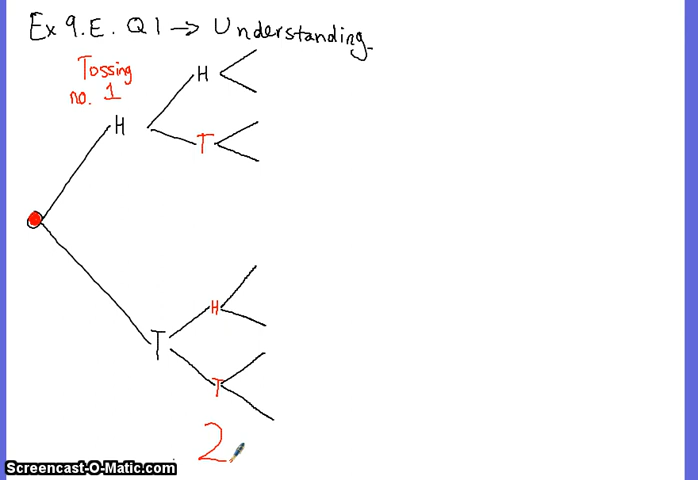 Ex 9.E. Q1 → Understanding.
Tossing
no. 1
H
T
H
H
T
T
2
Screencast-O-Matic.com